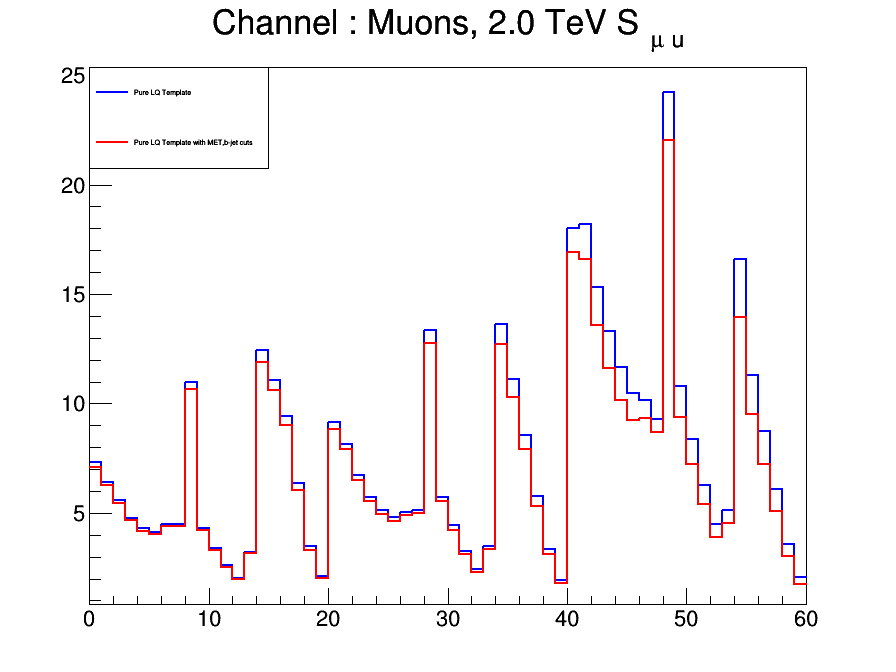 Channel : Muons, 2.0 TeV S μ u
25
Pure LQ Template
Pure LQ Template with MET,b-jet cuts
20
15
10
5
0 10 20 30 40 50 60